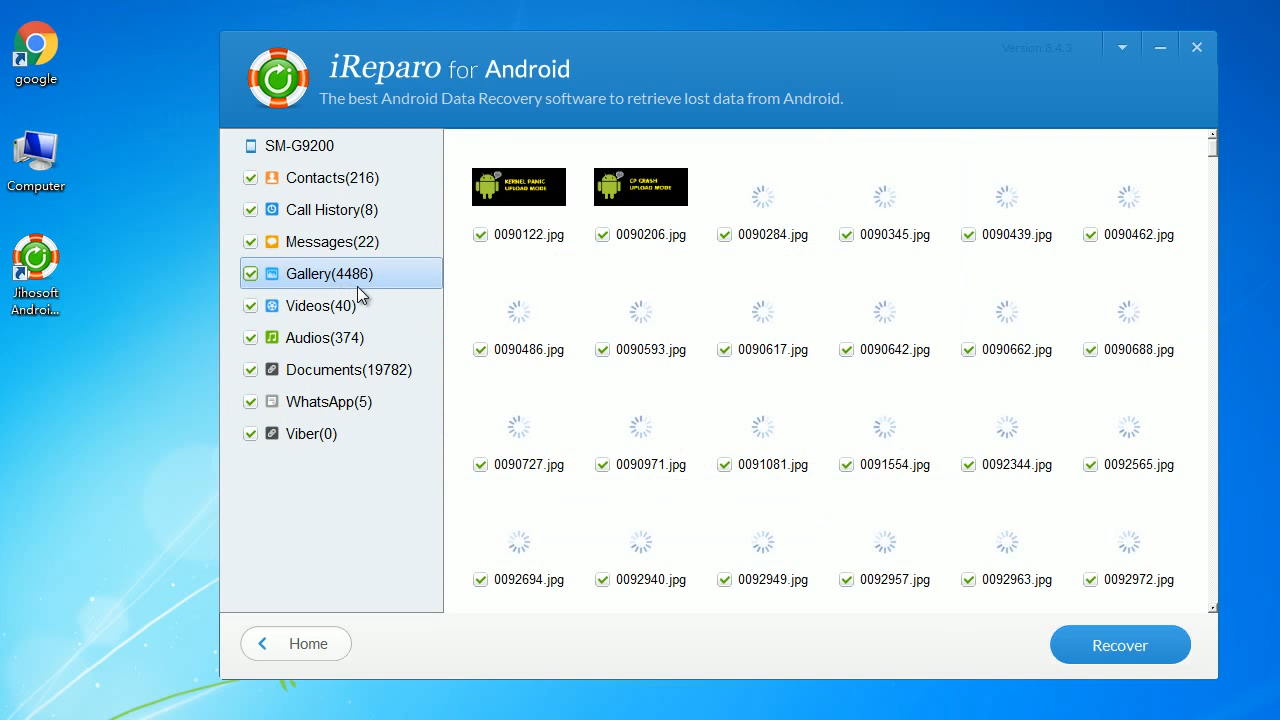 google
Computer
Jihosoft
Androi...
iReparo for Android
The best Android Data Recovery software to retrieve lost data from Android.
Version:8.4.3
SM-G9200
Contacts(216)
Call History(8)
Messages(22)
Gallery(4486)
Videos(40)
Audios(374)
Documents(19782)
WhatsApp(5)
Viber(0)
KERNEL PANIC
UPLOAD MODE
CP CRASH
UPLOAD MODE
0090122.jpg 0090206.jpg 0090284.jpg 0090345.jpg 0090439.jpg 0090462.jpg
0090486.jpg 0090593.jpg 0090617.jpg 0090642.jpg 0090662.jpg 0090688.jpg
0090727.jpg 0090971.jpg 0091081.jpg 0091554.jpg 0092344.jpg 0092565.jpg
0092694.jpg 0092940.jpg 0092949.jpg 0092957.jpg 0092963.jpg 0092972.jpg
Home
Recover